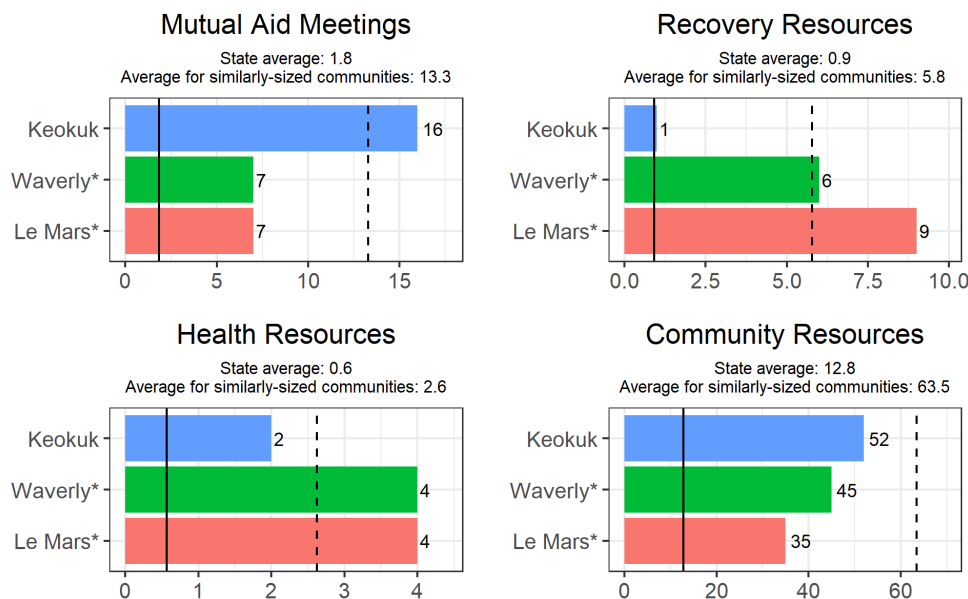 Mutual Aid Meetings
State average: 1.8
Average for similarly-sized communities: 13.3
Keokuk
16
Waverly*
7
Le Mars*
7
0 5 10 15
Recovery Resources
State average: 0.9
Average for similarly-sized communities: 5.8
Keokuk
1
Waverly*
6
Le Mars*
9
0.0 2.5 5.0 7.5 10.0
Health Resources
State average: 0.6
Average for similarly-sized communities: 2.6
Keokuk
2
Waverly*
4
Le Mars*
4
0 1 2 3 4
Community Resources
State average: 12.8
Average for similarly-sized communities: 63.5
Keokuk
52
Waverly*
45
Le Mars*
35
0 20 40 60